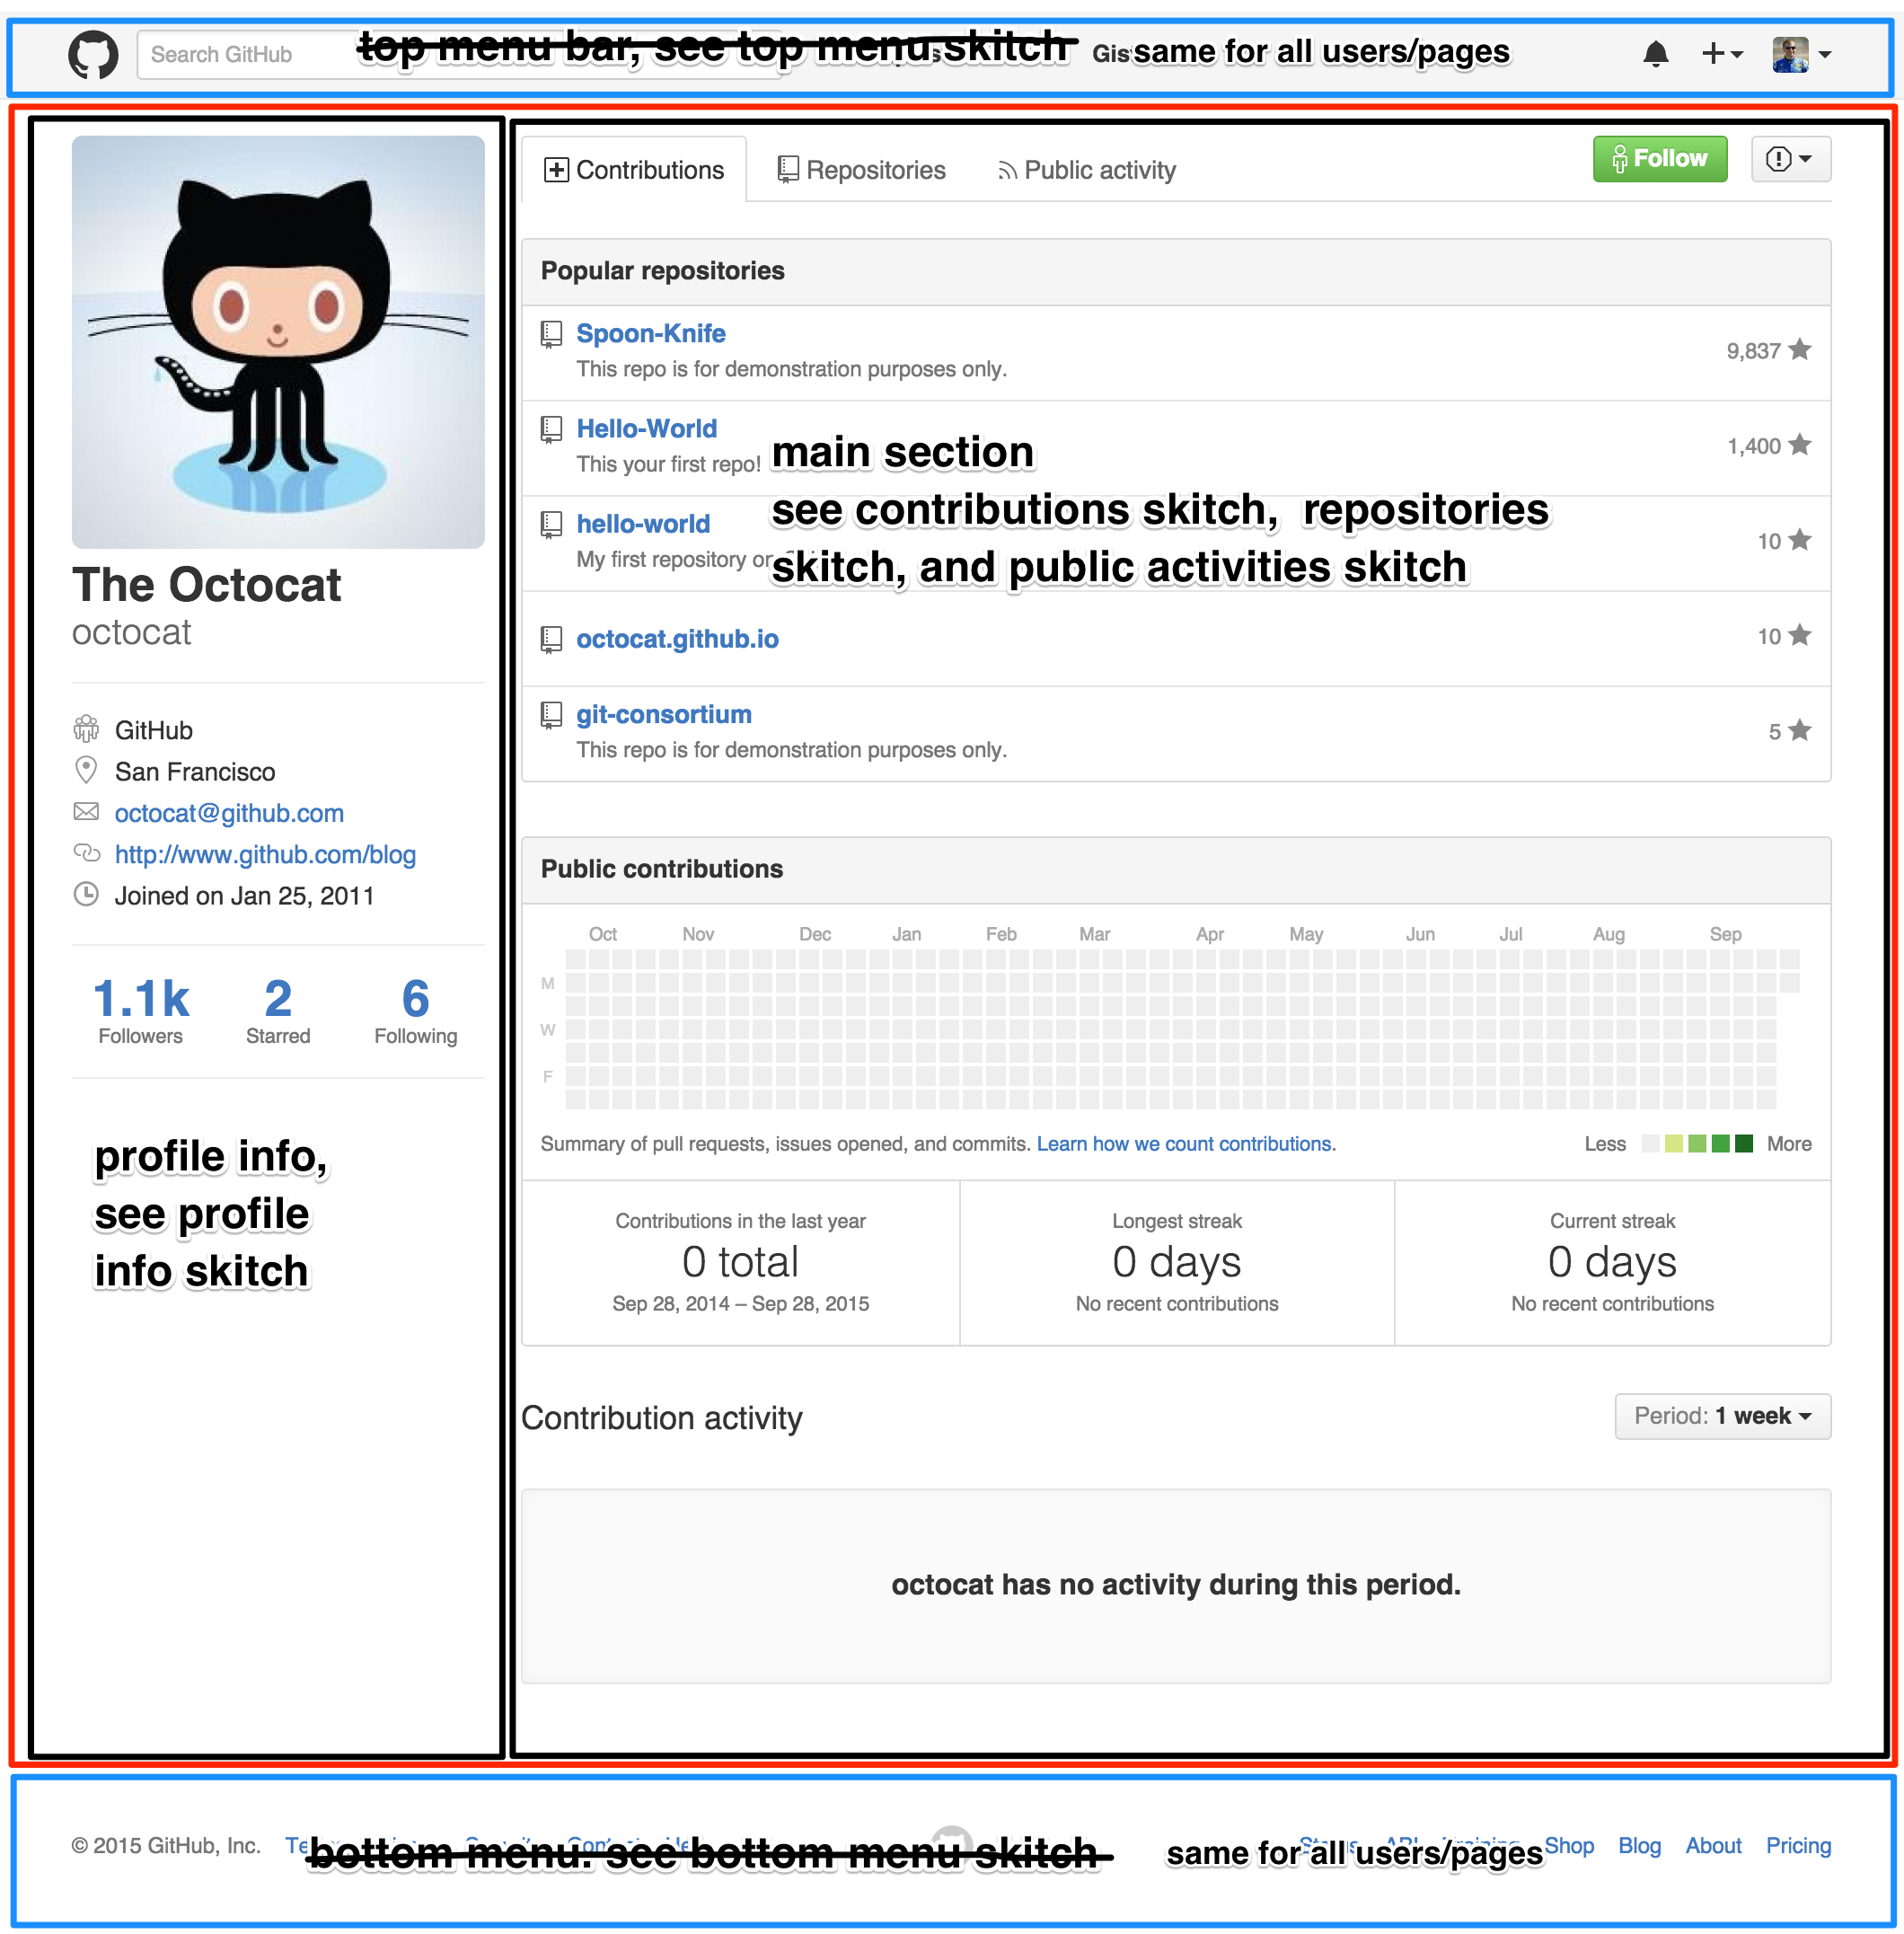 Search GitHub
top menu bar, see top menu skitch
same for all users/pages
Contributions
Repositories
Public activity
Follow
Popular repositories
Spoon-Knife
This repo is for demonstration purposes only.
9,837
Hello-World
This your first repo!
1,400
main section
see contributions skitch, repositories
skitch, and public activities skitch
hello-world
My first repository
10
octocat.github.io
10
git-consortium
This repo is for demonstration purposes only.
5
The Octocat
octocat
GitHub
San Francisco
octocat@github.com
http://www.github.com/blog
Joined on Jan 25, 2011
1.1k 2 6
Followers Starred Following
profile info,
see profile
info skitch
Public contributions
Oct Nov Dec Jan Feb Mar Apr May Jun Jul Aug Sep
M
W
F
Summary of pull requests, issues opened, and commits. Learn how we count contributions.
Less More
Contributions in the last year
0 total
Sep 28, 2014 – Sep 28, 2015
Longest streak
0 days
No recent contributions
Current streak
0 days
No recent contributions
Contribution activity
Period: 1 week
octocat has no activity during this period.
© 2015 GitHub, Inc.
bottom menu: see bottom menu skitch
same for all users/pages
Shop Blog About Pricing